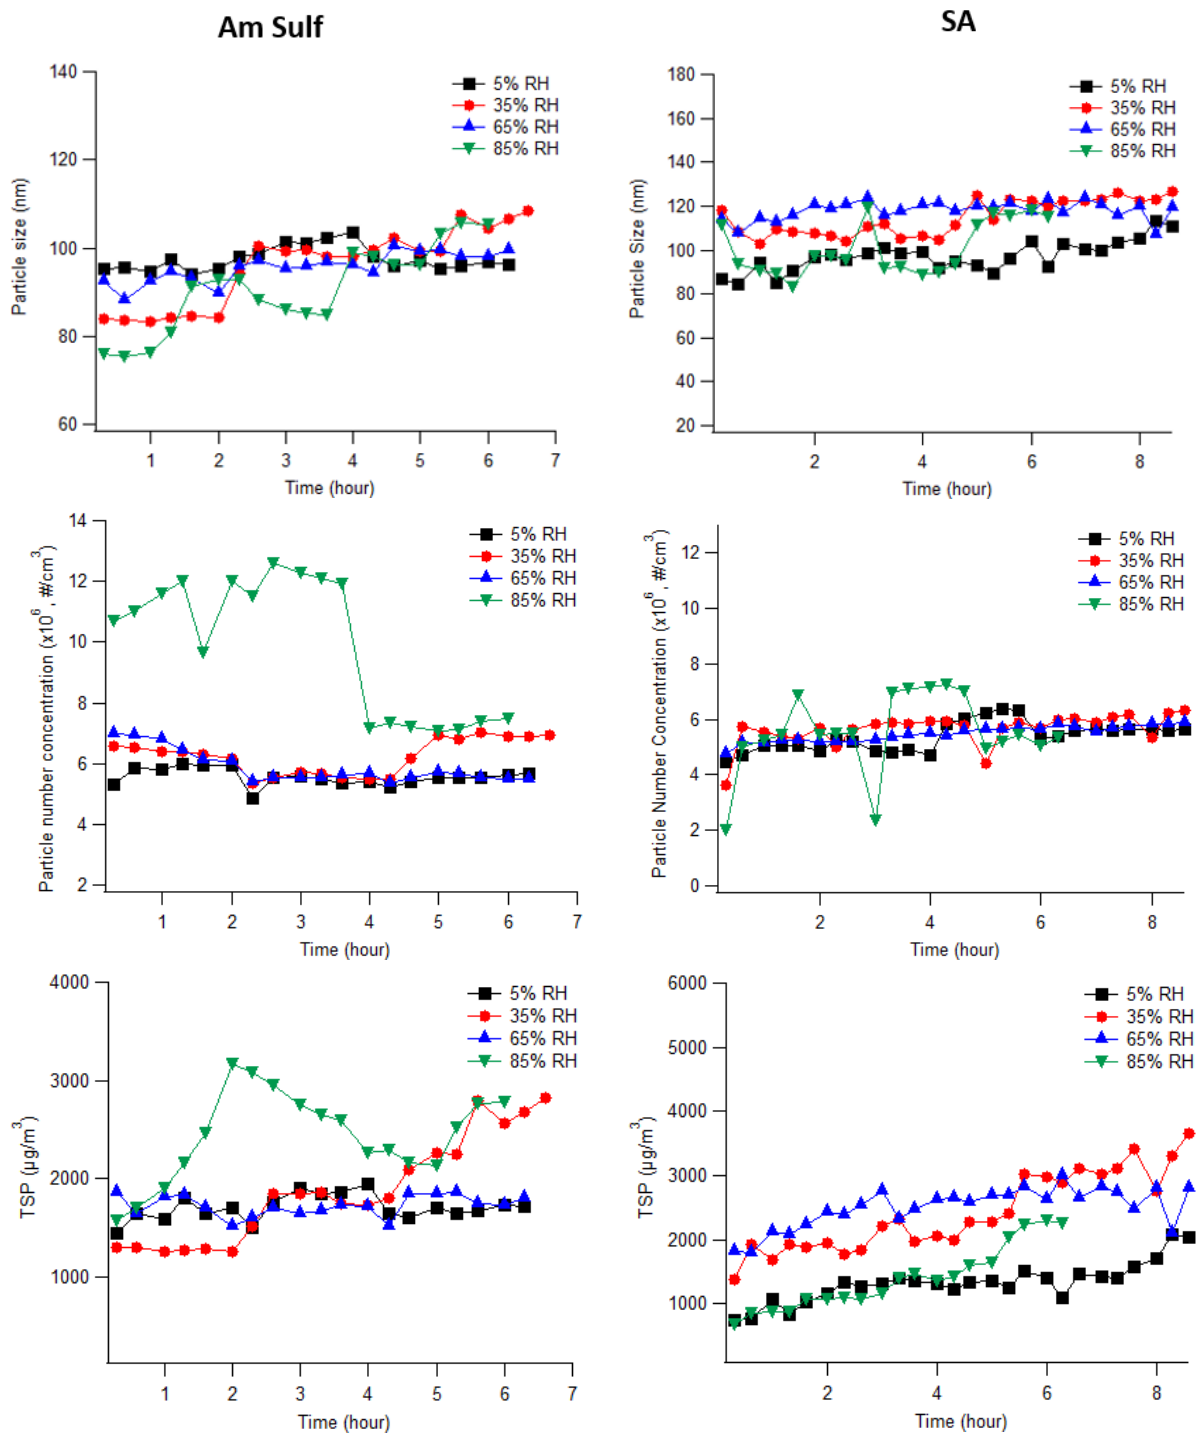 Am Sulf
SA
140
120
100
80
60
Particle size (nm)
5% RH
35% RH
65% RH
85% RH
1 2 3 4 5 6 7
Time (hour)
180
160
140
120
100
80
60
40
20
Particle Size (nm)
5% RH
35% RH
65% RH
85% RH
2 4 6 8
Time (hour)
14
12
10
8
6
4
2
Particle number concentration (x10⁶, #/cm³)
5% RH
35% RH
65% RH
85% RH
1 2 3 4 5 6 7
Time (hour)
12
10
8
6
4
2
0
Particle Number Concentration (x10⁶, #/cm³)
5% RH
35% RH
65% RH
85% RH
2 4 6 8
Time (hour)
4000
3000
2000
1000
TSP (µg/m³)
5% RH
35% RH
65% RH
85% RH
1 2 3 4 5 6 7
Time (hour)
6000
5000
4000
3000
2000
1000
TSP (µg/m³)
5% RH
35% RH
65% RH
85% RH
2 4 6 8
Time (hour)